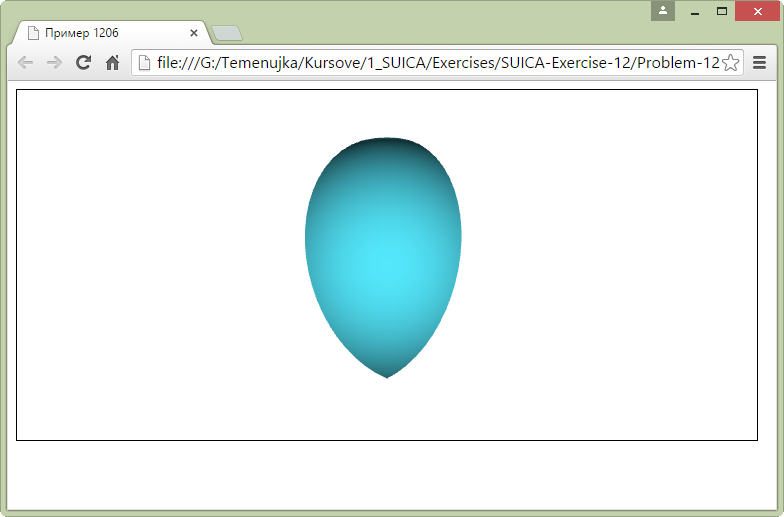 Пример 1206
file:///G:/Temenujka/Kursove/1_SUICA/Exercises/SUICA-Exercise-12/Problem-12